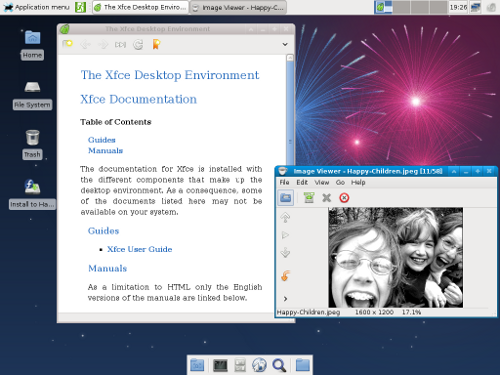 Application menu
The Xfce Desktop Enviro...
Image Viewer - Happy-C...
19:26
Home
File System
Trash
Install to Ha...
The Xfce Desktop Environment
The Xfce Desktop Environment
Xfce Documentation
Table of Contents
Guides
Manuals
The documentation for Xfce is installed with
the different components that make up the
desktop environment. As a consequence, some
of the documents listed here may not be
available on your system.
Guides
Xfce User Guide
Manuals
As a limitation to HTML only the English
versions of the manuals are linked below.
Image Viewer - Happy-Children.jpeg [11/58]
File Edit View Go Help
Happy-Children.jpeg 1600 x 1200 17.1%